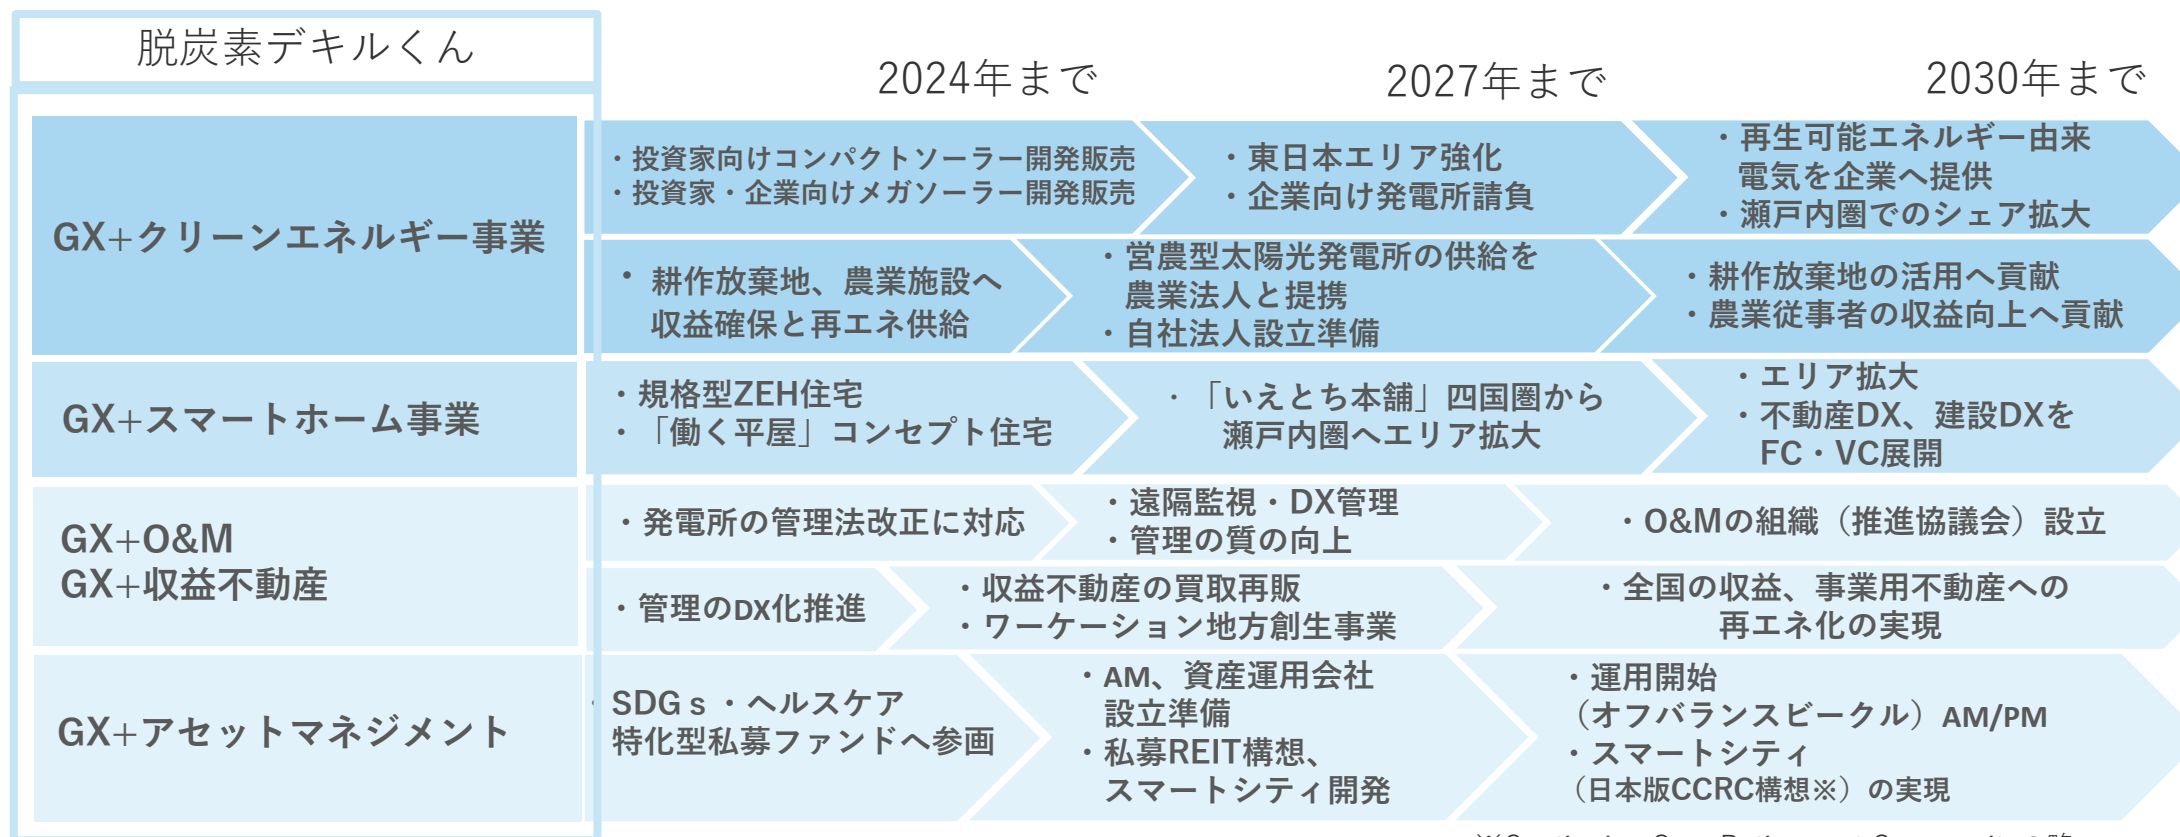 脱炭素デキルくん
2024年まで
2027年まで
2030年まで
GX+クリーンエネルギー事業
・投資家向けコンパクトソーラー開発販売
・投資家・企業向けメガソーラー開発販売
・東日本エリア強化
・企業向け発電所請負
・再生可能エネルギー由来
電気を企業へ提供
・瀬戸内圏でのシェア拡大
・耕作放棄地、農業施設へ
収益確保と再エネ供給
・営農型太陽光発電所の供給を
農業法人と提携
・自社法人設立準備
・耕作放棄地の活用へ貢献
・農業従事者の収益向上へ貢献
GX+スマートホーム事業
・規格型ZEH住宅
・「働く平屋」コンセプト住宅
・「いえとち本舗」四国圏から
瀬戸内圏へエリア拡大
・エリア拡大
・不動産DX、建設DXを
FC・VC展開
GX+O&M
GX+収益不動産
・発電所の管理法改正に対応
・遠隔監視・DX管理
・管理の質の向上
・O&Mの組織（推進協議会）設立
・管理のDX化推進
・収益不動産の買取再販
・ワーケーション地方創生事業
・全国の収益、事業用不動産への
再エネ化の実現
GX+アセットマネジメント
・SDGｓ・ヘルスケア
特化型私募ファンドへ参画
・AM、資産運用会社
設立準備
・私募REIT構想、
スマートシティ開発
・運用開始
（オフバランスビークル）AM/PM
・スマートシティ
（日本版CCRC構想※）の実現